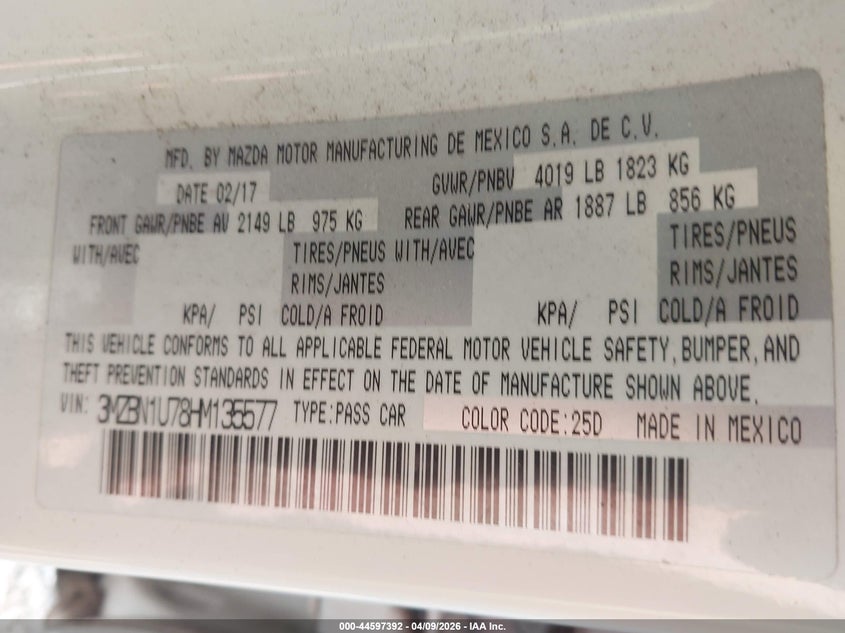 MFD. BY MAZDA MOTOR MANUFACTURING DE MEXICO S.A. DE C.V.
DATE 02/17 GVWR/PNBV 4019 LB 1823 KG
FRONT GAWR/PNBE AV 2149 LB 975 KG REAR GAWR/PNBE AR 1887 LB 856 KG
WITH/AVEC TIRES/PNEUS WITH/AVEC TIRES/PNEUS
RIMS/JANTES RIMS/JANTES
KPA/ PSI COLD/A FROID KPA/ PSI COLD/A FROID
THIS VEHICLE CONFORMS TO ALL APPLICABLE FEDERAL MOTOR VEHICLE SAFETY, BUMPER, AND
THEFT PREVENTION STANDARDS IN EFFECT ON THE DATE OF MANUFACTURE SHOWN ABOVE.
VIN: 3MZBN1U78HM135577 TYPE:PASS CAR COLOR CODE:25D MADE IN MEXICO
000-44597392 | 04/09/2026 - IAA Inc.